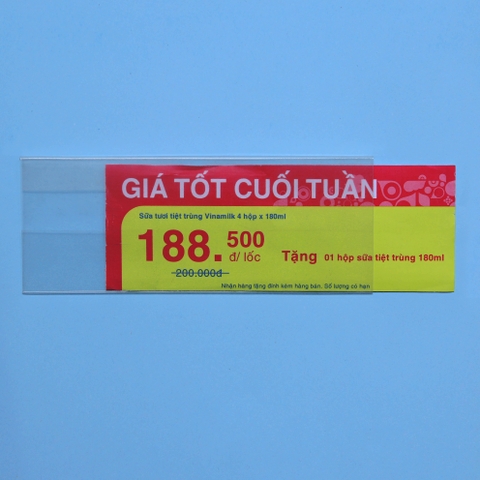 GIÁ TỐT CUỐI TUẦN
Sữa tươi tiệt trùng Vinamilk 4 hộp x 180ml
188.500
đ/ lốc
200.000đ
Tặng 01 hộp sữa tiệt trùng 180ml
Nhận hàng tặng đính kèm hàng bán. Số lượng có hạn